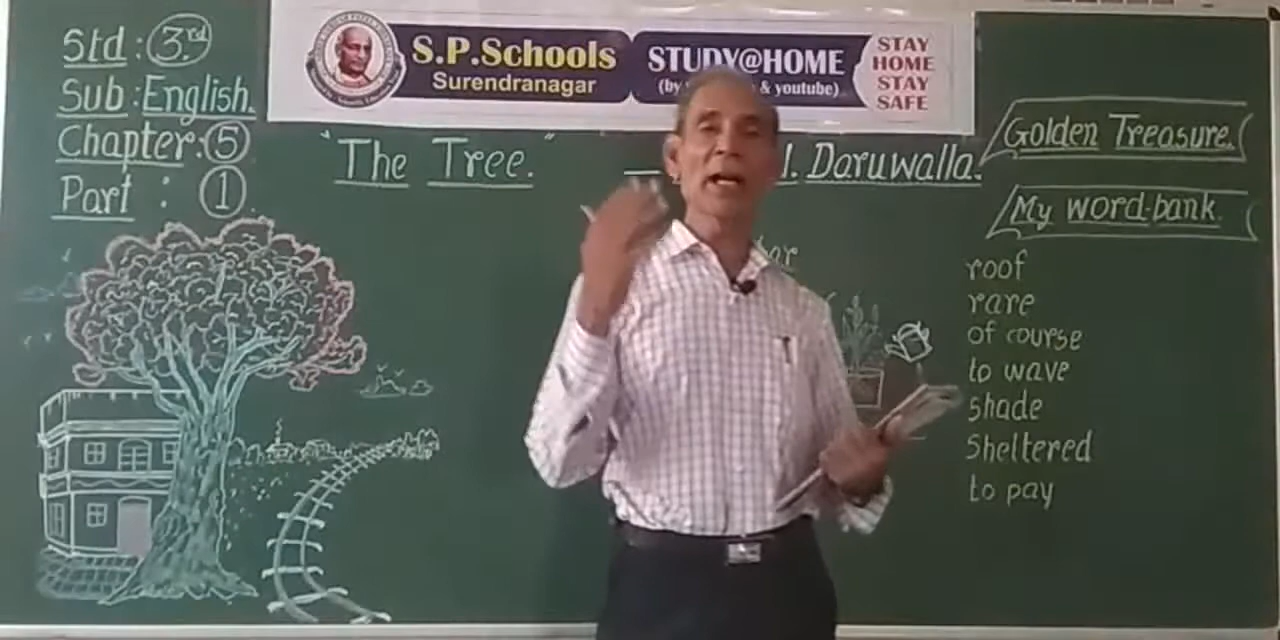 Std : 3rd
Sub : English.
Chapter : 5
Part : 1
S.P.Schools
Surendranagar
STUDY@HOME
(by & youtube)
STAY
HOME
STAY
SAFE
"The Tree."
— . Daruwalla.
Golden Treasure.
My word-bank.
roof
rare
of course
to wave
shade
Sheltered
to pay